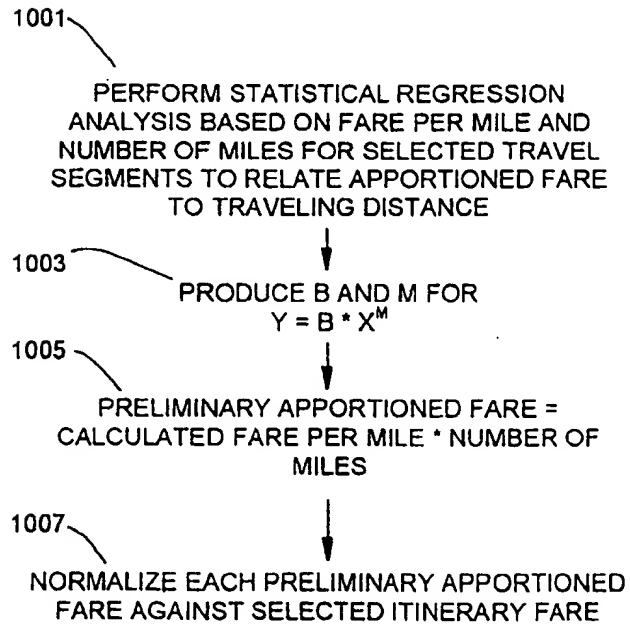 1001
PERFORM STATISTICAL REGRESSION
ANALYSIS BASED ON FARE PER MILE AND
NUMBER OF MILES FOR SELECTED TRAVEL
SEGMENTS TO RELATE APPORTIONED FARE
TO TRAVELING DISTANCE
1003
PRODUCE B AND M FOR
Y = B * X^M
1005
PRELIMINARY APPORTIONED FARE =
CALCULATED FARE PER MILE * NUMBER OF
MILES
1007
NORMALIZE EACH PRELIMINARY APPORTIONED
FARE AGAINST SELECTED ITINERARY FARE